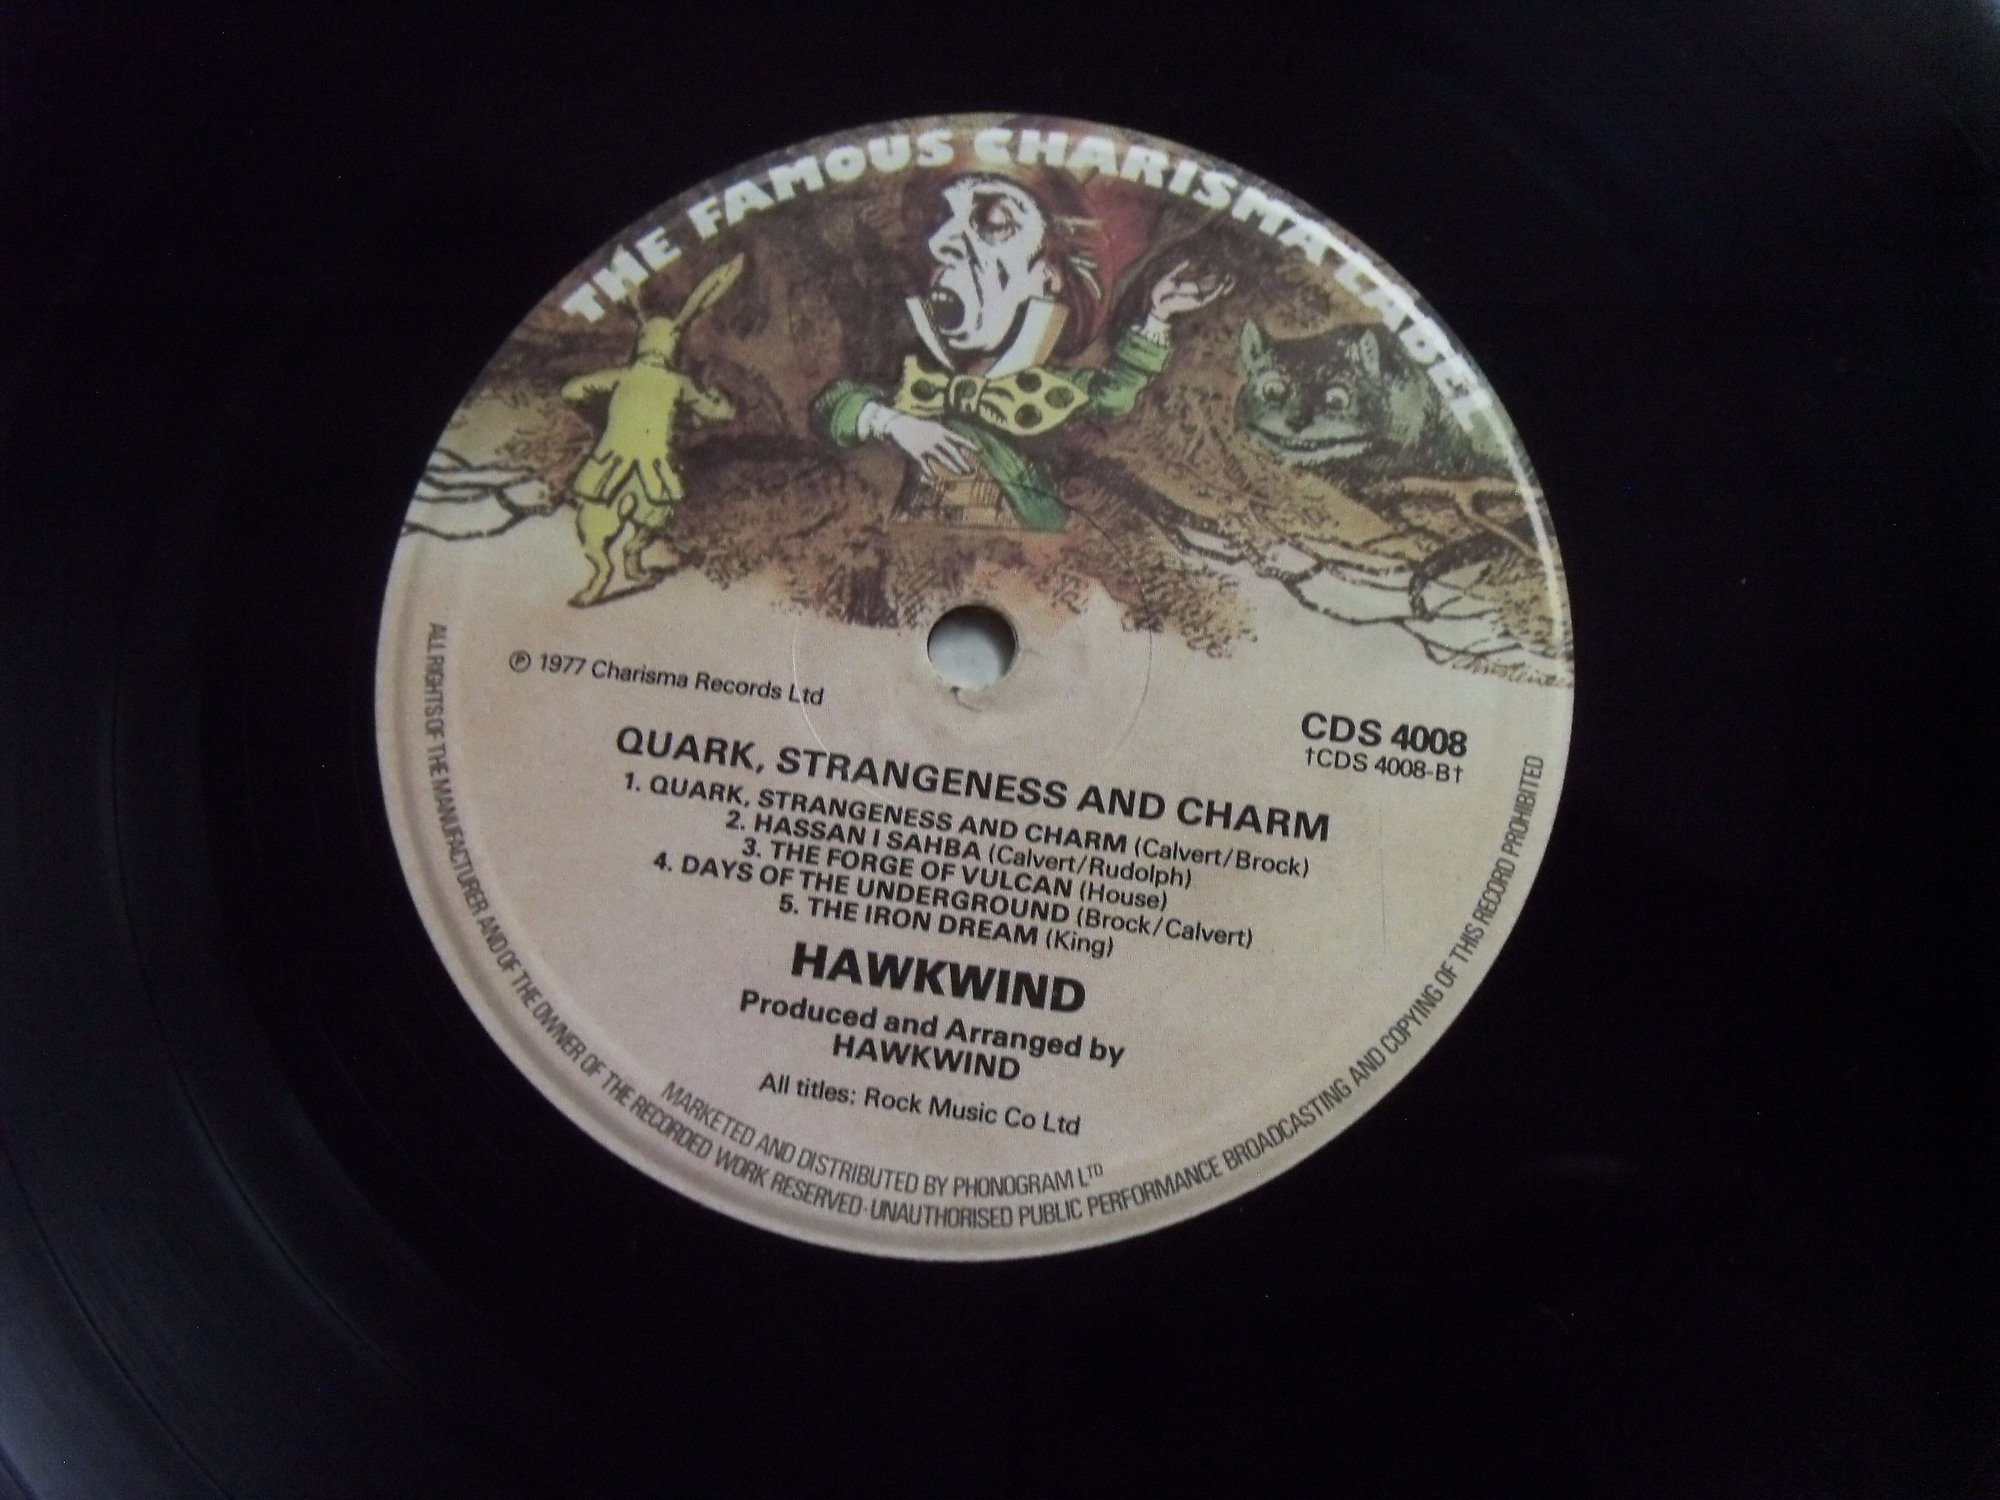 THE FAMOUS CHARISMA LABEL
℗ 1977 Charisma Records Ltd
CDS 4008
†CDS 4008-B†
QUARK, STRANGENESS AND CHARM
1. QUARK, STRANGENESS AND CHARM (Calvert/Brock)
2. HASSAN I SAHBA (Calvert/Rudolph)
3. THE FORGE OF VULCAN (House)
4. DAYS OF THE UNDERGROUND (Brock/Calvert)
5. THE IRON DREAM (King)
HAWKWIND
Produced and Arranged by
HAWKWIND
All titles: Rock Music Co Ltd
MARKETED AND DISTRIBUTED BY PHONOGRAM LTD
ALL RIGHTS OF THE MANUFACTURER AND OF THE OWNER OF THE RECORDED WORK RESERVED-UNAUTHORISED PUBLIC PERFORMANCE BROADCASTING AND COPYING OF THIS RECORD PROHIBITED